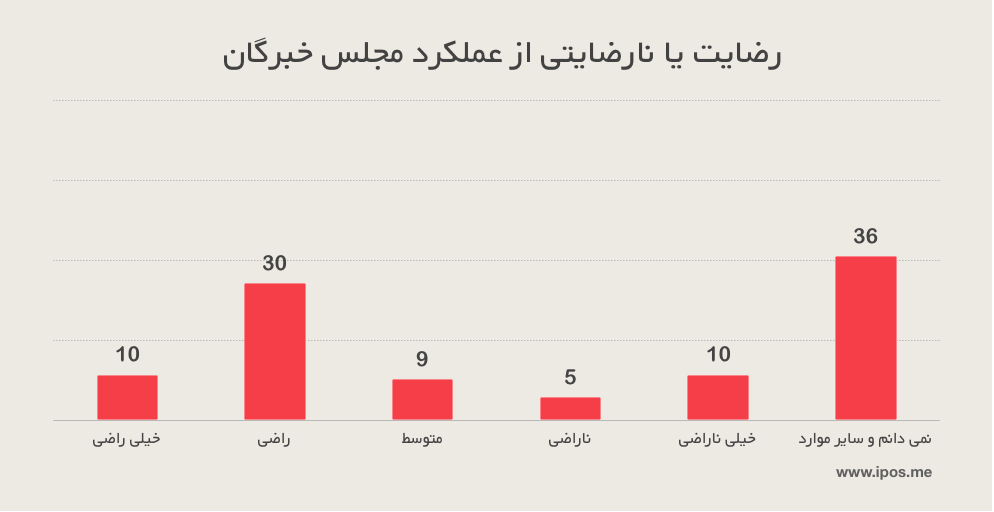 رضایت یا نارضایتی از عملکرد مجلس خبرگان
10
30
9
5
10
36
خیلی راضی
راضی
متوسط
ناراضی
خیلی ناراضی
نمی دانم و سایر موارد
www.ipos.me